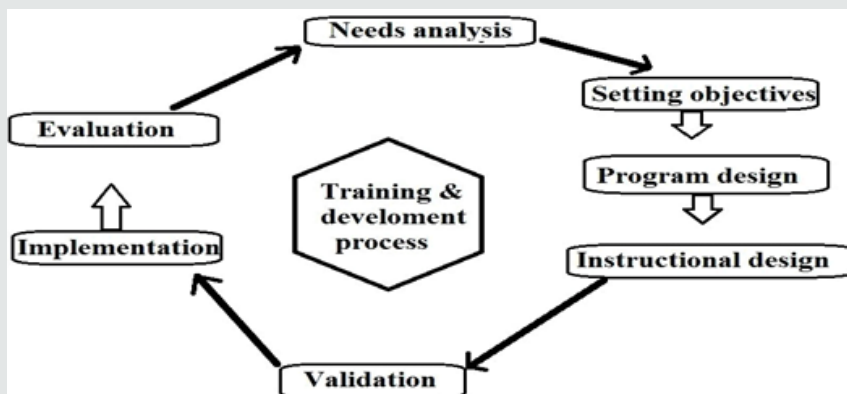 Needs analysis
Setting objectives
Program design
Instructional design
Validation
Implementation
Evaluation
Training &
develoment
process